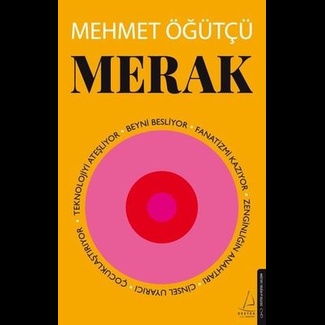 MEHMET ÖĞÜTÇÜ
MERAK
TEKNOLOJİYİ ATEŞLİYOR • BEYNİ BESLİYOR • FANATİZMİ KAZIYOR • ZENGİNLİĞİN ANAHTARI • CİNSEL UYARICI • ÇOCUKLAŞTIRIYOR •
DESTEK